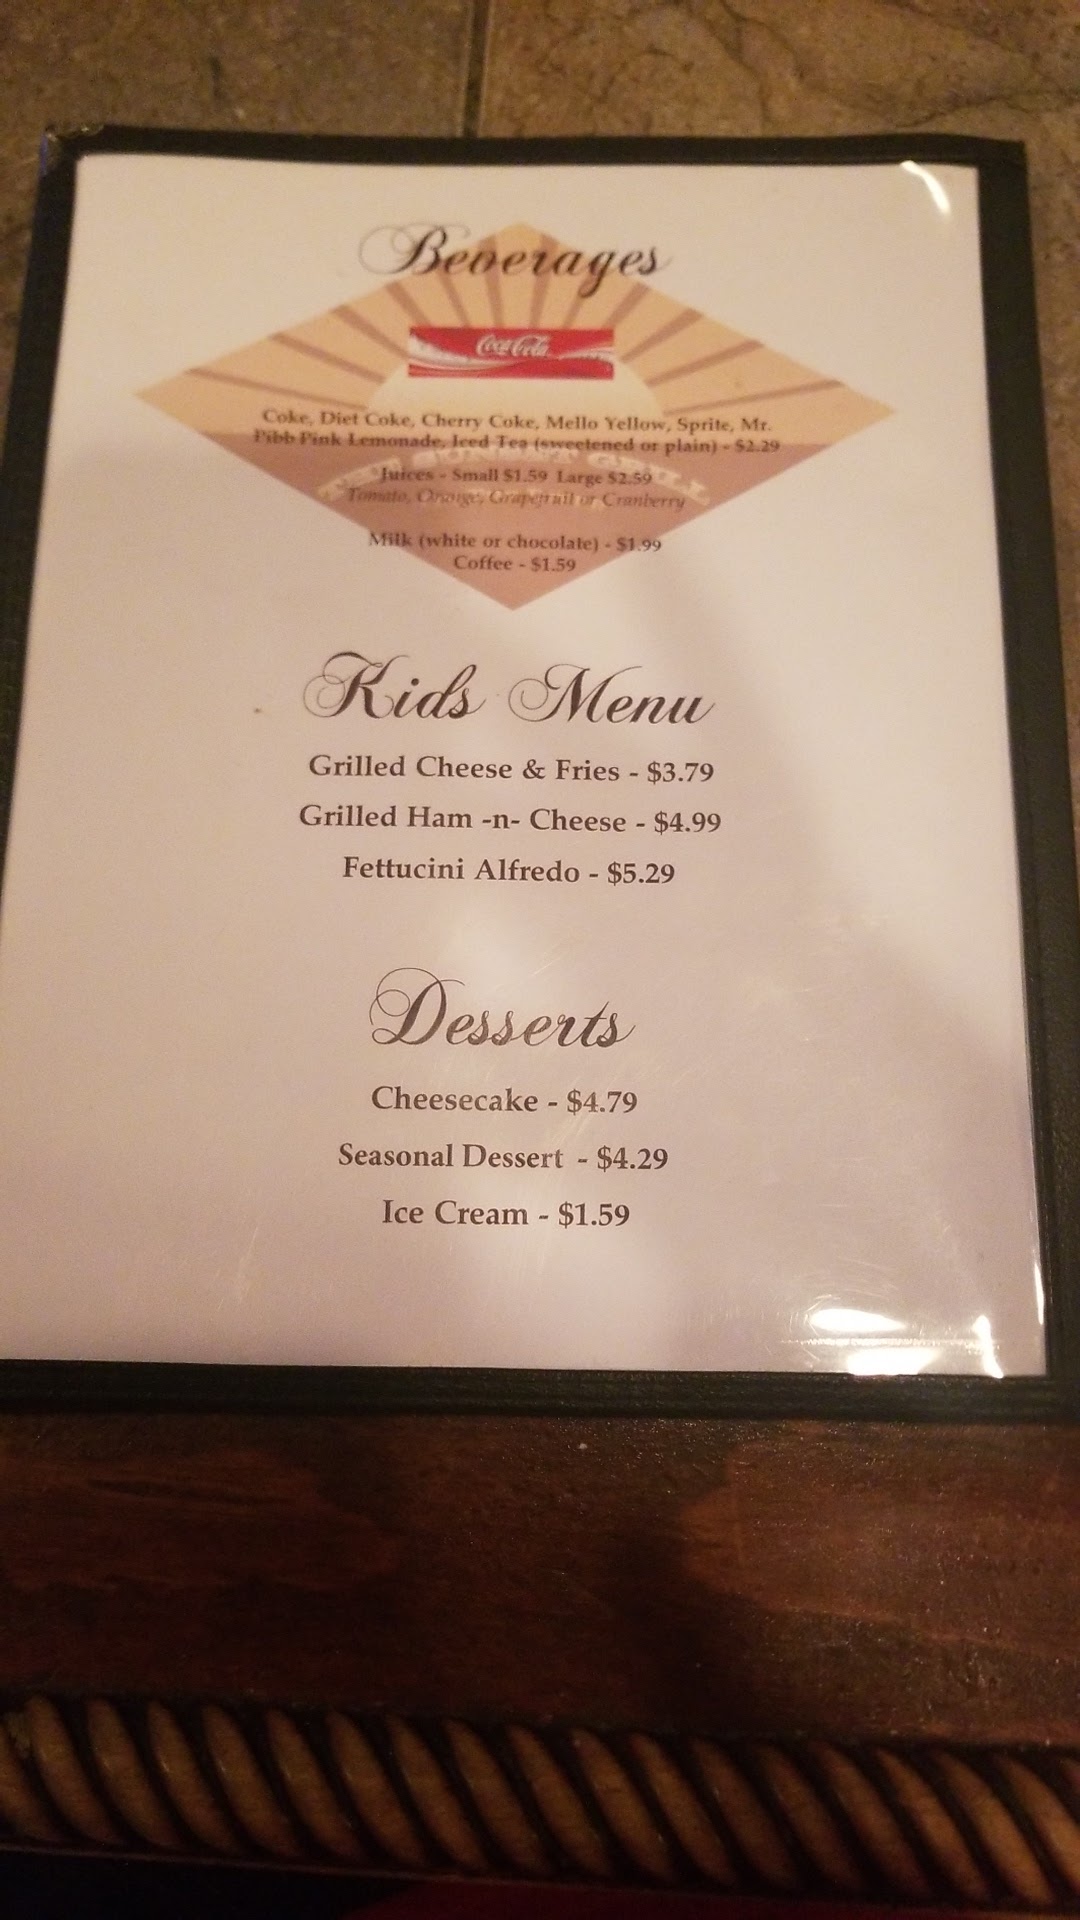 Beverages
Coca-Cola
Coke, Diet Coke, Cherry Coke, Mello Yellow, Sprite, Mr.
Pibb Pink Lemonade, Iced Tea (sweetened or plain) - $2.29
Juices - Small $1.59 Large $2.59
Tomato, Orange, Grapefruit or Cranberry
Milk (white or chocolate) - $1.99
Coffee - $1.59
Kids Menu
Grilled Cheese & Fries - $3.79
Grilled Ham -n- Cheese - $4.99
Fettucini Alfredo - $5.29
Desserts
Cheesecake - $4.79
Seasonal Dessert - $4.29
Ice Cream - $1.59